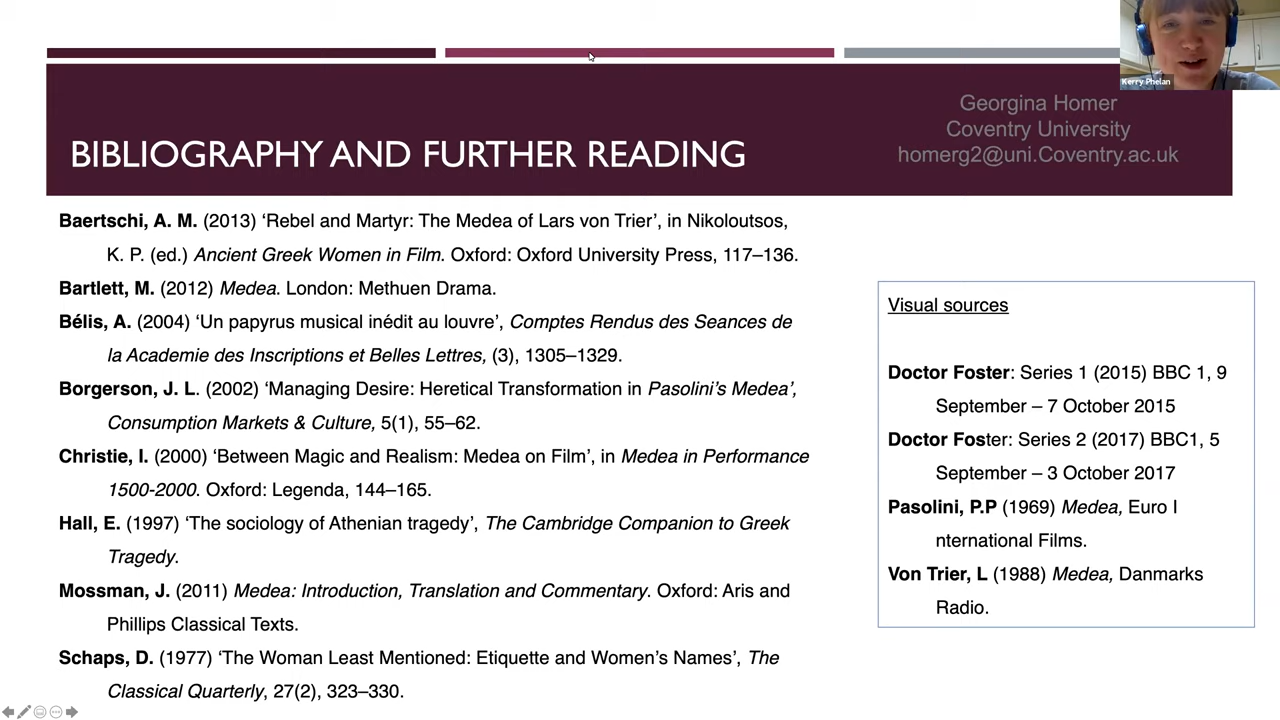 Kerry Phelan
Georgina Homer
Coventry University
homerg2@uni.Coventry.ac.uk
BIBLIOGRAPHY AND FURTHER READING
Baertschi, A. M. (2013) ‘Rebel and Martyr: The Medea of Lars von Trier’, in Nikoloutsos,
K. P. (ed.) Ancient Greek Women in Film. Oxford: Oxford University Press, 117–136.
Bartlett, M. (2012) Medea. London: Methuen Drama.
Bélis, A. (2004) ‘Un papyrus musical inédit au louvre’, Comptes Rendus des Seances de
la Academie des Inscriptions et Belles Lettres, (3), 1305–1329.
Borgerson, J. L. (2002) ‘Managing Desire: Heretical Transformation in Pasolini’s Medea’,
Consumption Markets & Culture, 5(1), 55–62.
Christie, I. (2000) ‘Between Magic and Realism: Medea on Film’, in Medea in Performance
1500-2000. Oxford: Legenda, 144–165.
Hall, E. (1997) ‘The sociology of Athenian tragedy’, The Cambridge Companion to Greek
Tragedy.
Mossman, J. (2011) Medea: Introduction, Translation and Commentary. Oxford: Aris and
Phillips Classical Texts.
Schaps, D. (1977) ‘The Woman Least Mentioned: Etiquette and Women’s Names’, The
Classical Quarterly, 27(2), 323–330.
Visual sources
Doctor Foster: Series 1 (2015) BBC 1, 9
September – 7 October 2015
Doctor Foster: Series 2 (2017) BBC1, 5
September – 3 October 2017
Pasolini, P.P (1969) Medea, Euro I
nternational Films.
Von Trier, L (1988) Medea, Danmarks
Radio.